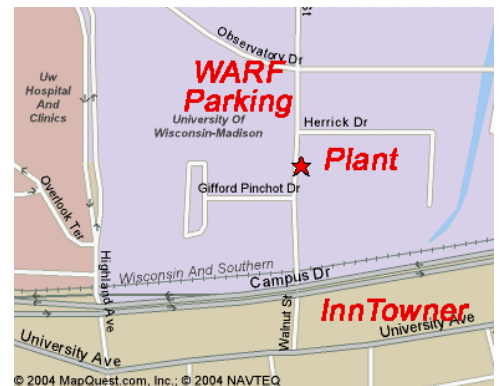 St
Observatory Dr
WARF
Parking
Uw
Hospital
And
Clinics
University Of
Wisconsin-Madison
Herrick Dr
Plant
Gifford Pinchot Dr
Overlook Ter
Highland Ave
Wisconsin And Southern
Campus Dr
Walnut St
InnTowner
University Ave
University Ave
© 2004 MapQuest.com, Inc.; © 2004 NAVTEQ